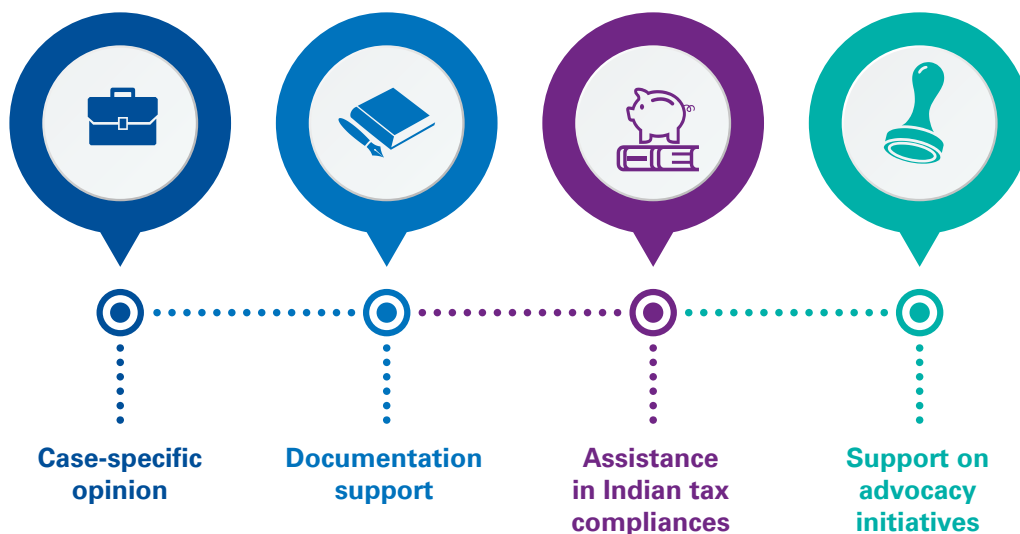 Case-specific
opinion
Documentation
support
Assistance
in Indian tax
compliances
Support on
advocacy
initiatives